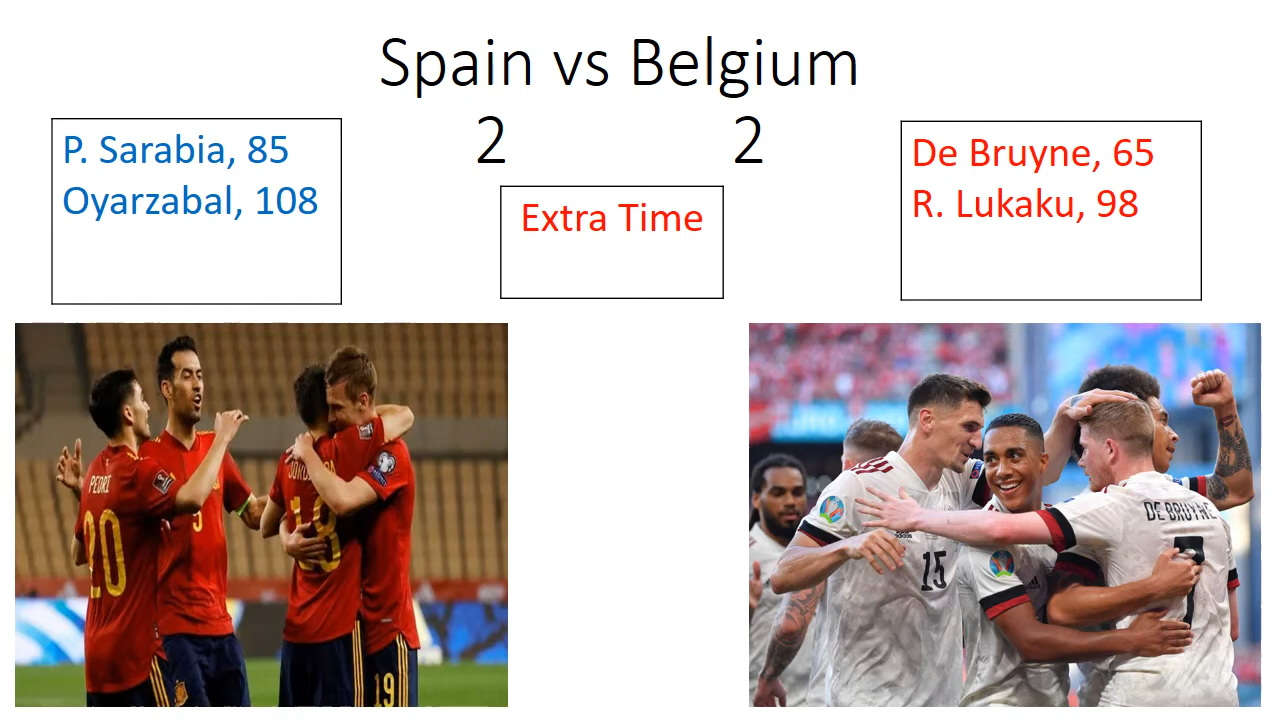 Spain vs Belgium
2 2
P. Sarabia, 85
Oyarzabal, 108
Extra Time
De Bruyne, 65
R. Lukaku, 98
PEDRI
20
5
18
19
15
DE BRUYNE
7